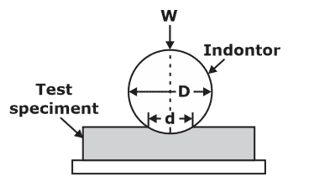 W
Indontor
D
Test
speciment
d